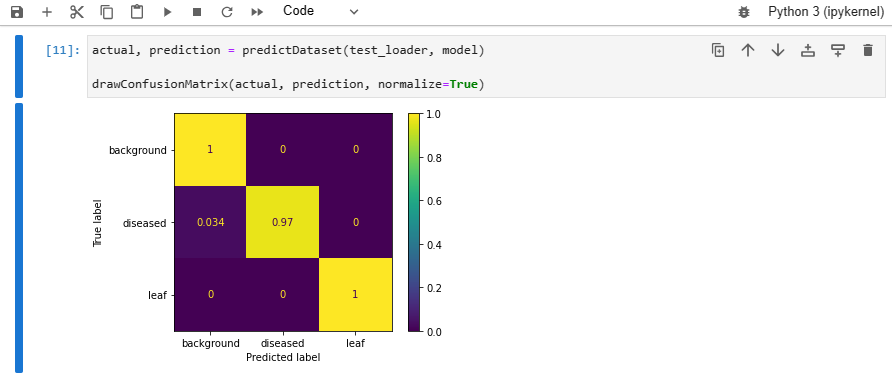 Code
Python 3 (ipykernel)
[11]: actual, prediction = predictDataset(test_loader, model)
drawConfusionMatrix(actual, prediction, normalize=True)
1.0
background 1 0 0
0.8
0.6
diseased 0.034 0.97 0
True label
0.4
0.2
leaf 0 0 1
0.0
background diseased leaf
Predicted label